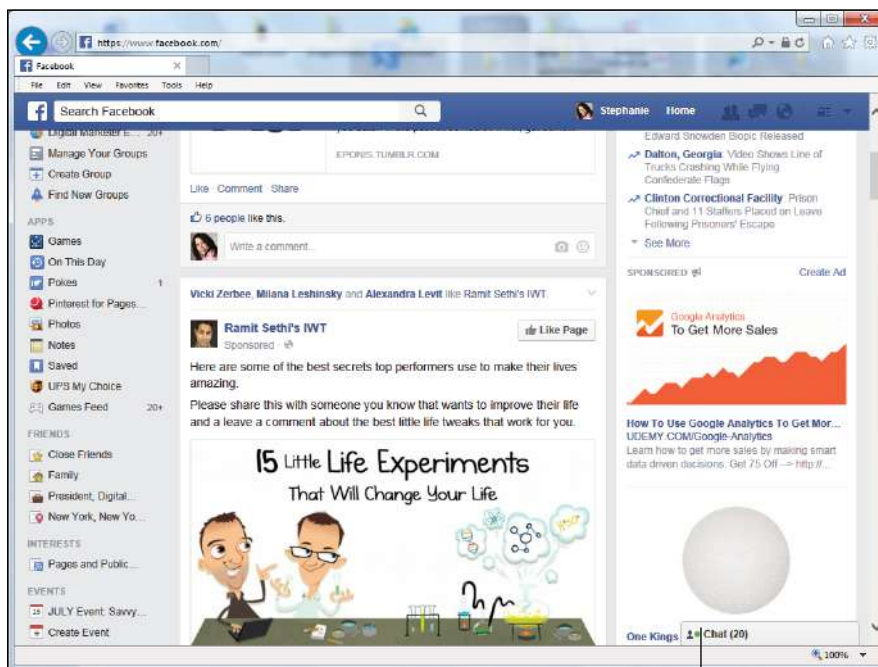 https://www.facebook.com/
Facebook
File Edit View Favorites Tools Help
Search Facebook
Stephanie Home
20+
Manage Your Groups
Create Group
Find New Groups
APPS
Games
On This Day
Pokes 1
Pinterest for Pages...
Photos
Notes
Saved
UPS My Choice
Games Feed 20+
FRIENDS
Close Friends
Family
President, Digital...
New York, New Yo...
INTERESTS
Pages and Public...
EVENTS
JULY Event: Savvy...
Create Event
EPONIS.TUMBLR.COM
Like · Comment · Share
6 people like this.
Write a comment...
Vicki Zerbee, Milana Leshinsky and Alexandra Levit like Ramit Sethi's IWT.
Ramit Sethi's IWT
Sponsored
Like Page
Here are some of the best secrets top performers use to make their lives
amazing.
Please share this with someone you know that wants to improve their life
and a leave a comment about the best little life tweaks that work for you.
15 Little Life Experiments
That Will Change Your Life
Edward Snowden Biopic Released
Dalton, Georgia: Video Shows Line of
Trucks Crashing While Flying
Confederate Flags
Clinton Correctional Facility: Prison
Chief and 11 Staffers Placed on Leave
Following Prisoners' Escape
See More
SPONSORED Create Ad
Google Analytics
To Get More Sales
How To Use Google Analytics To Get Mor...
UDEMY.COM/Google-Analytics
Learn how to get more sales by making smart
data driven decisions. Get 75 Off --> http://...
One Kings
Chat (20)
100%